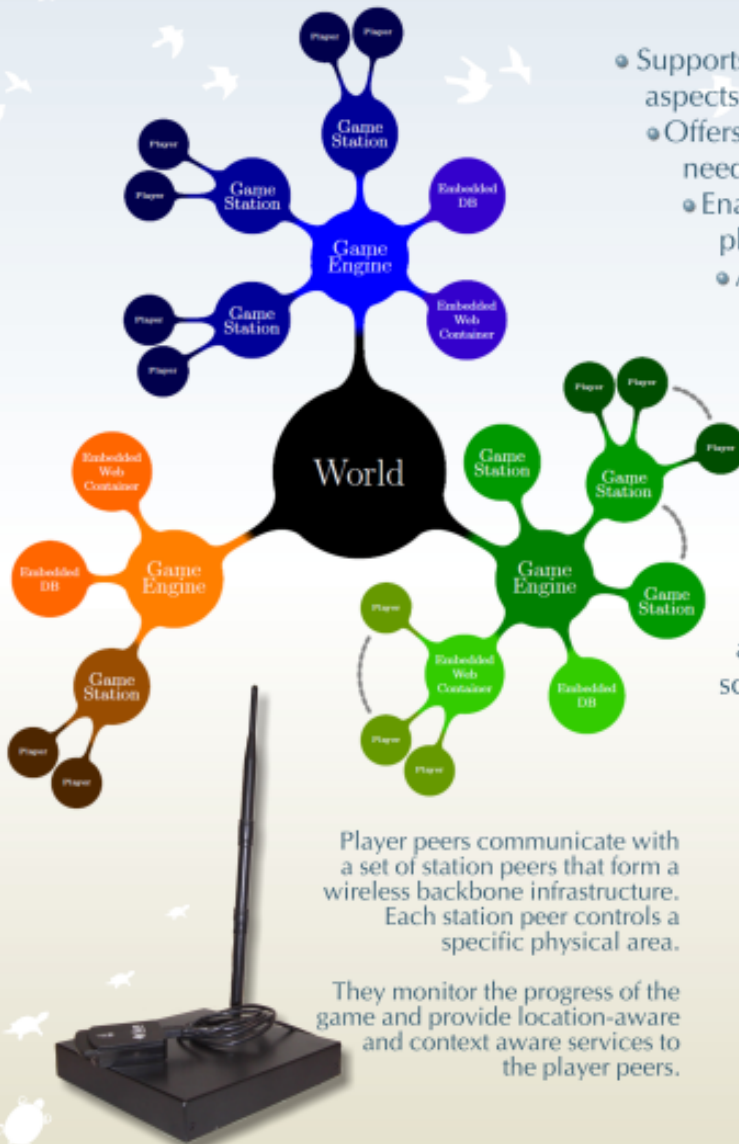 Player
Player
Supports
aspects
Game
Station
Offers
need
Player
Game
Station
Embedded
DB
Ena
pl
Player
Game
Engine
Player
Game
Station
Embedded
Web
Container
Player
Player
Player
Player
World
Game
Station
Game
Station
Embedded
Web
Container
Game
Engine
Game
Engine
Embedded
DB
Game
Station
Player
Embedded
Web
Container
Embedded
DB
a
so
Game
Station
Player
Player
Player
Player
Player peers communicate with
a set of station peers that form a
wireless backbone infrastructure.
Each station peer controls a
specific physical area.
They monitor the progress of the
game and provide location-aware
and context aware services to
the player peers.